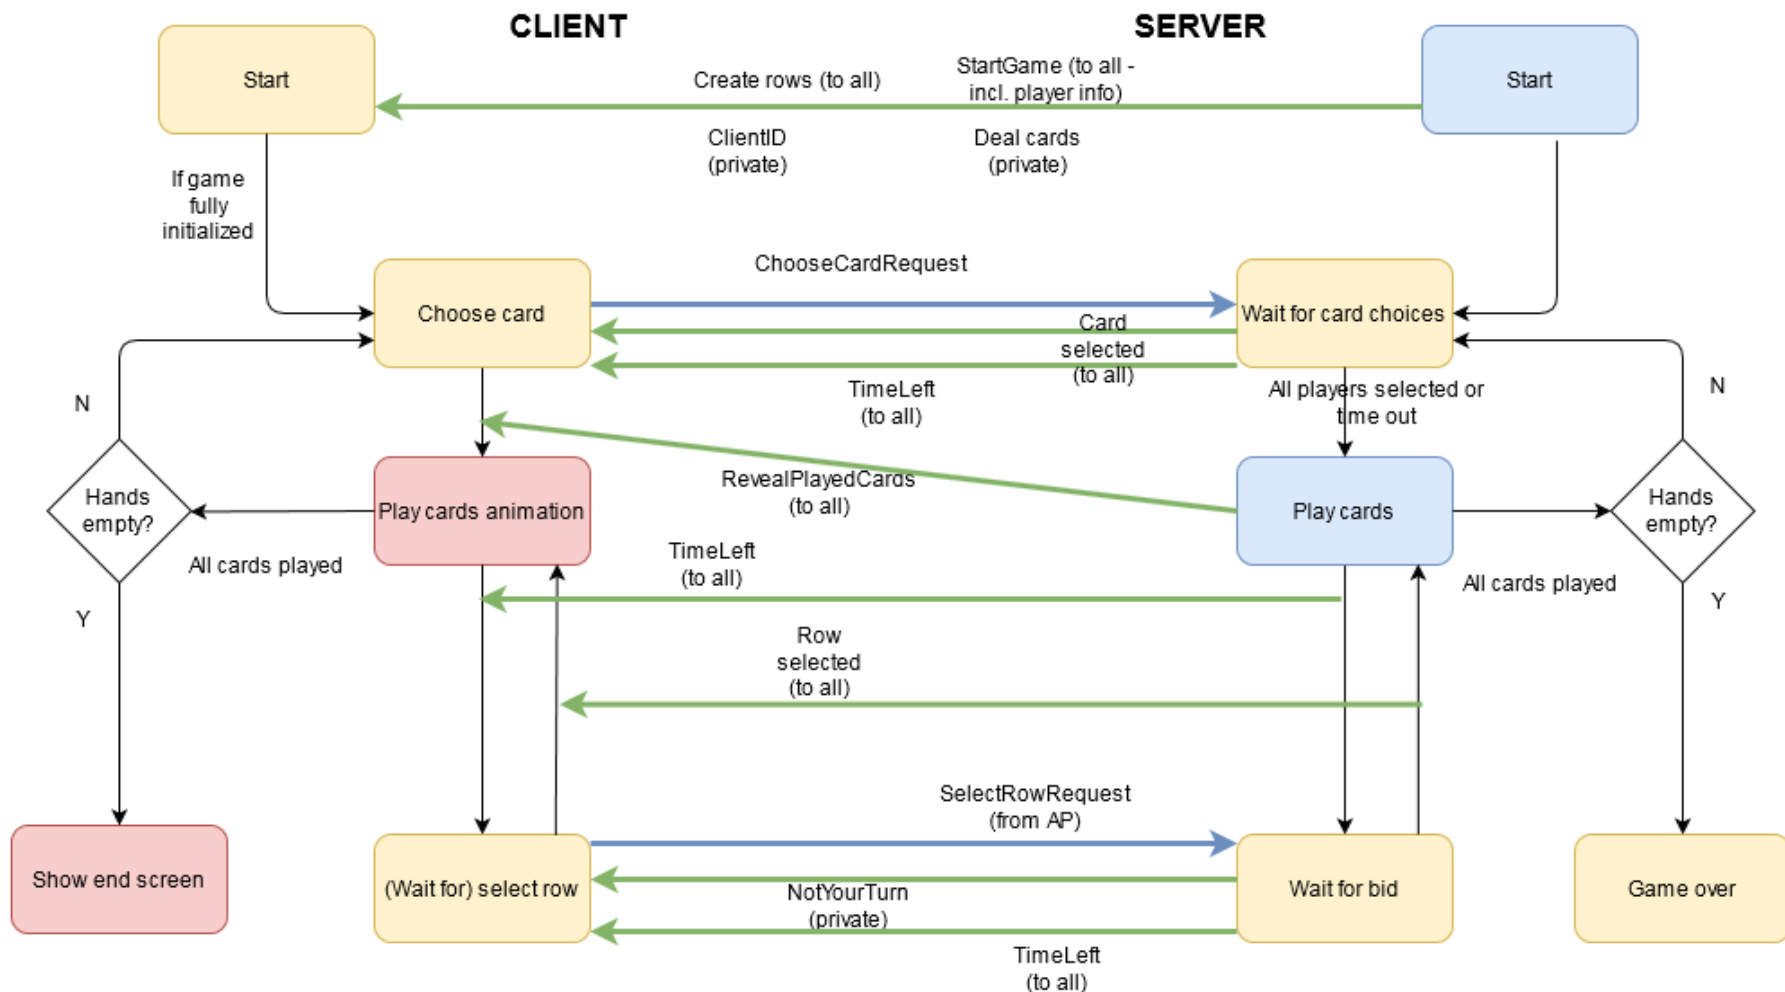 CLIENT
SERVER
Start
Create rows (to all)
StartGame (to all -
incl. player info)
Start
ClientID
(private)
Deal cards
(private)
If game
fully
initialized
ChooseCardRequest
Choose card
Wait for card choices
Card
selected
(to all)
TimeLeft
(to all)
All players selected or
time out
N
N
RevealPlayedCards
(to all)
Hands
empty?
Play cards animation
Play cards
Hands
empty?
TimeLeft
(to all)
All cards played
All cards played
Y
Y
Row
selected
(to all)
SelectRowRequest
(from AP)
Show end screen
(Wait for) select row
Wait for bid
Game over
NotYourTurn
(private)
TimeLeft
(to all)